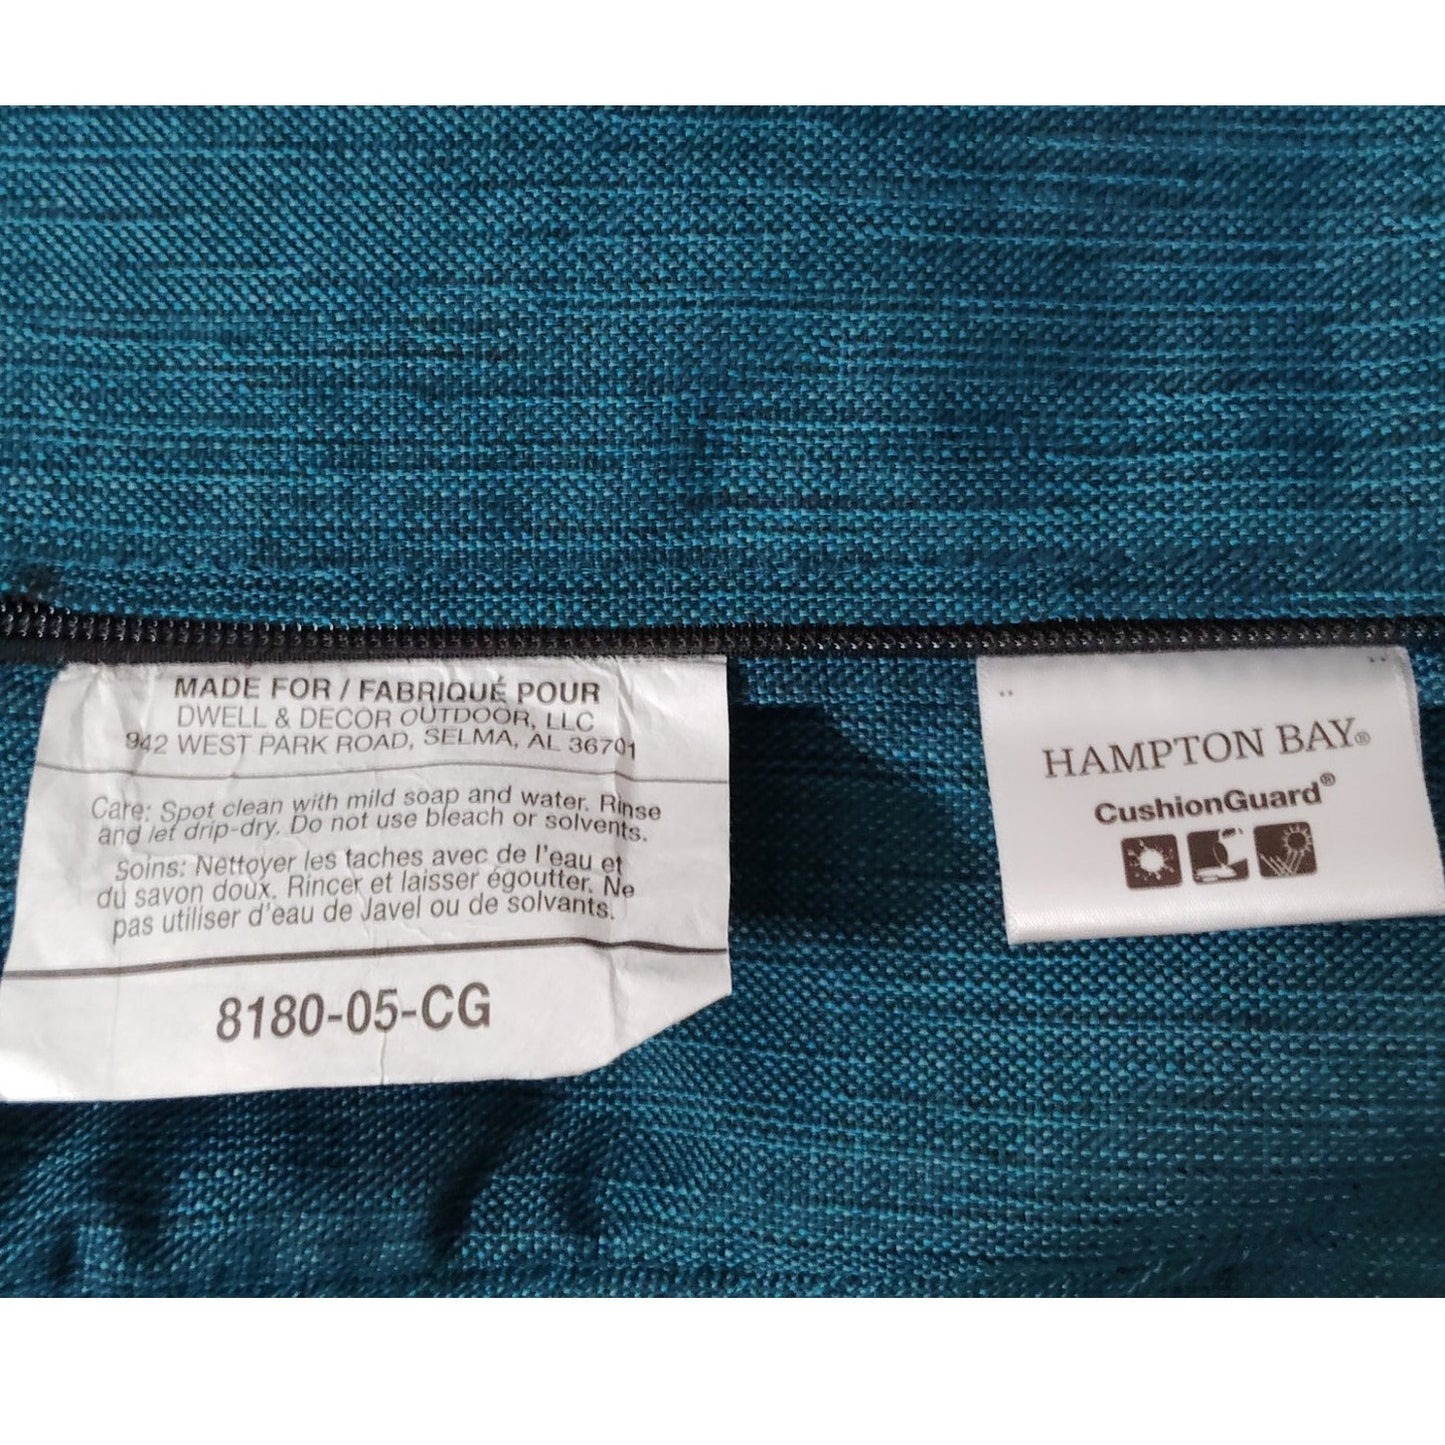 MADE FOR / FABRIQUÉ POUR
DWELL & DECOR OUTDOOR, LLC
942 WEST PARK ROAD, SELMA, AL 36701
Care: Spot clean with mild soap and water. Rinse
and let drip-dry. Do not use bleach or solvents.
Soins: Nettoyer les taches avec de l'eau et
du savon doux. Rincer et laisser égoutter. Ne
pas utiliser d'eau de Javel ou de solvants.
8180-05-CG
HAMPTON BAY®
CushionGuard®